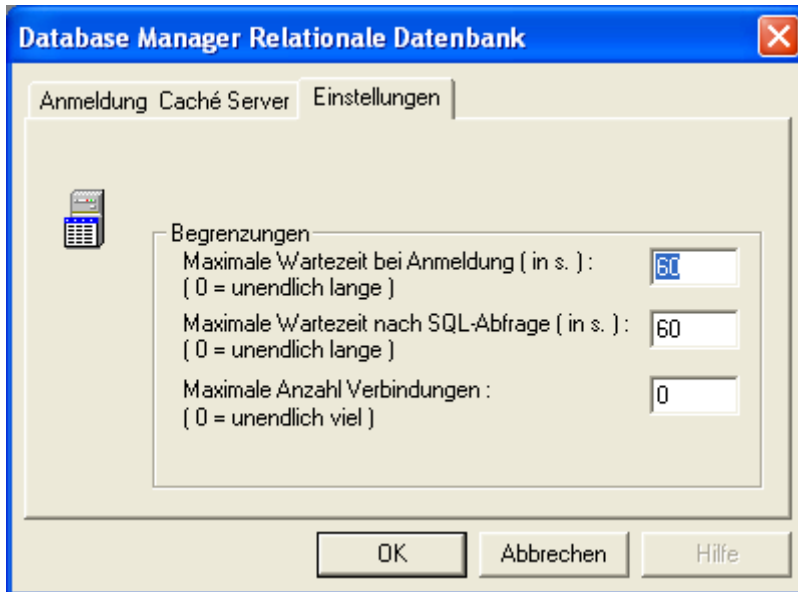 Database Manager Relationale Datenbank
Anmeldung Caché Server Einstellungen
Begrenzungen
Maximale Wartezeit bei Anmeldung ( in s. ) : 60
( 0 = unendlich lange )
Maximale Wartezeit nach SQL-Abfrage ( in s. ) : 60
( 0 = unendlich lange )
Maximale Anzahl Verbindungen : 0
( 0 = unendlich viel )
OK Abbrechen Hilfe